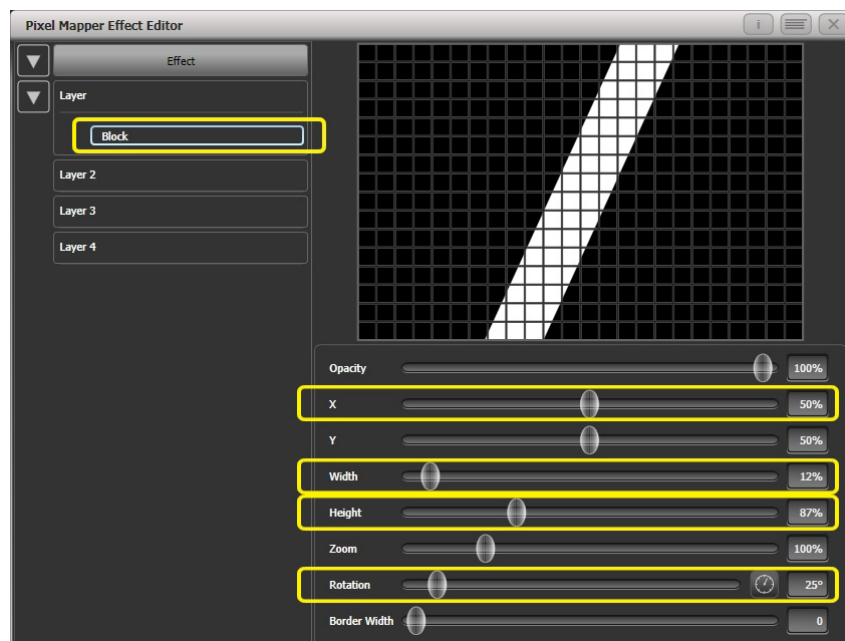 Pixel Mapper Effect Editor
i
Effect
Layer
Block
Layer 2
Layer 3
Layer 4
Opacity 100%
X 50%
Y 50%
Width 12%
Height 87%
Zoom 100%
Rotation 25°
Border Width 0